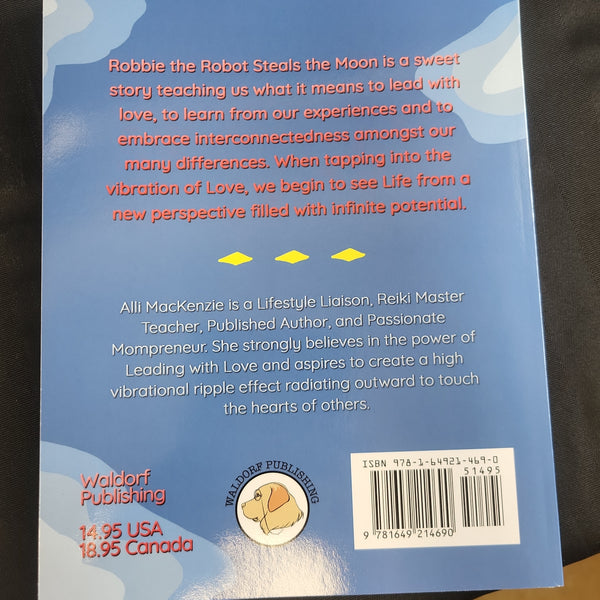 Robbie the Robot Steals the Moon is a sweet
story teaching us what it means to lead with
love, to learn from our experiences and to
embrace interconnectedness amongst our
many differences. When tapping into the
vibration of Love, we begin to see Life from a
new perspective filled with infinite potential.
Alli MacKenzie is a Lifestyle Liaison, Reiki Master
Teacher, Published Author, and Passionate
Mompreneur. She strongly believes in the power of
Leading with Love and aspires to create a high
vibrational ripple effect radiating outward to touch
the hearts of others.
Waldorf
Publishing
14.95 USA
18.95 Canada
WALDORF PUBLISHING
ISBN 978-1-64921-469-0
51495
9 781649 214690